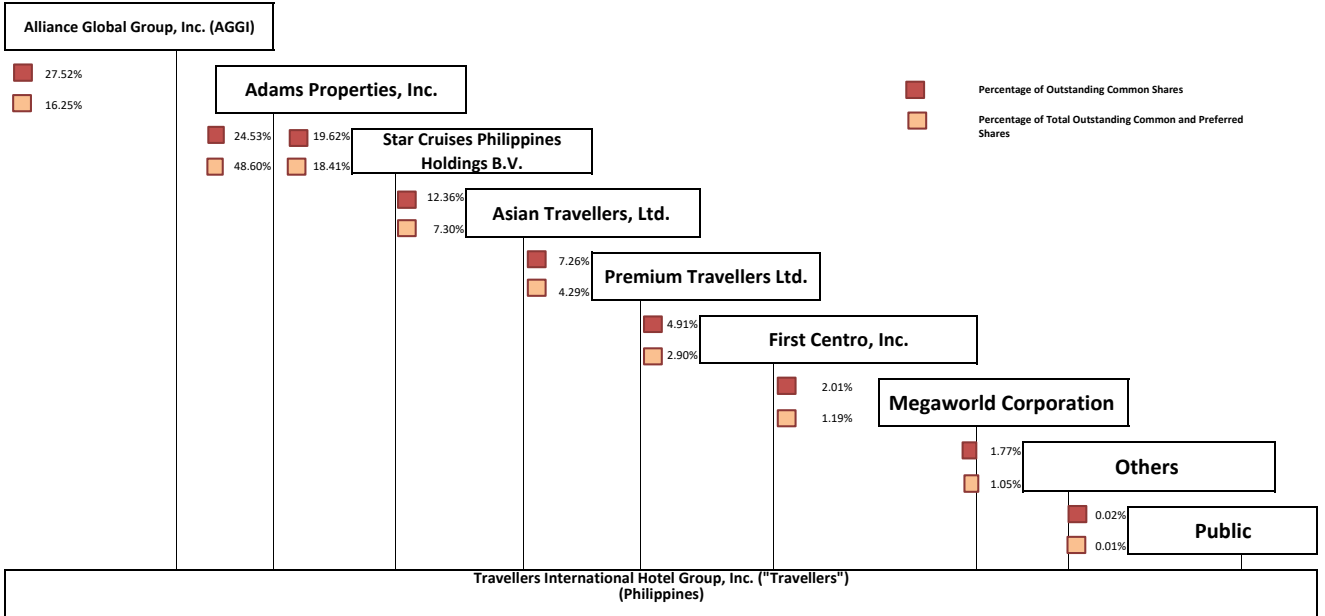 Alliance Global Group, Inc. (AGGI)
27.52%
16.25%
Adams Properties, Inc.
Percentage of Outstanding Common Shares
Percentage of Total Outstanding Common and Preferred
Shares
24.53%
48.60%
19.62%
18.41%
Star Cruises Philippines
Holdings B.V.
12.36%
7.30%
Asian Travellers, Ltd.
7.26%
4.29%
Premium Travellers Ltd.
4.91%
2.90%
First Centro, Inc.
2.01%
1.19%
Megaworld Corporation
1.77%
1.05%
Others
0.02%
0.01%
Public
Travellers International Hotel Group, Inc. ("Travellers")
(Philippines)